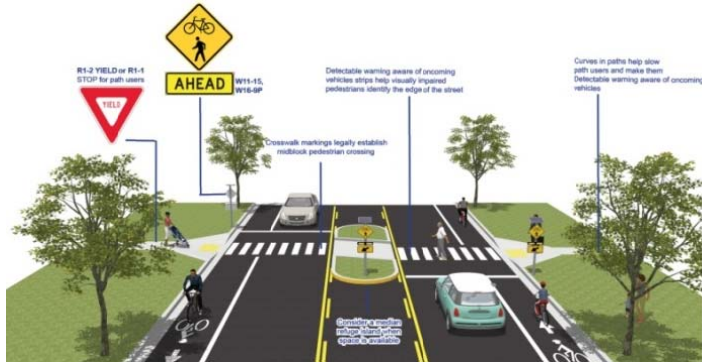 AHEAD
R1-2 YIELD or R1-1
STOP for path users
W11-15,
W16-9P
YIELD
Detectable warning aware of oncoming
vehicles strips help visually impaired
pedestrians identify the edge of the street
Curves in paths help slow
path users and make them
Detectable warning aware of oncoming
vehicles
Crosswalk markings legally establish
midblock pedestrian crossing
Consider a median
refuge island when
space is available